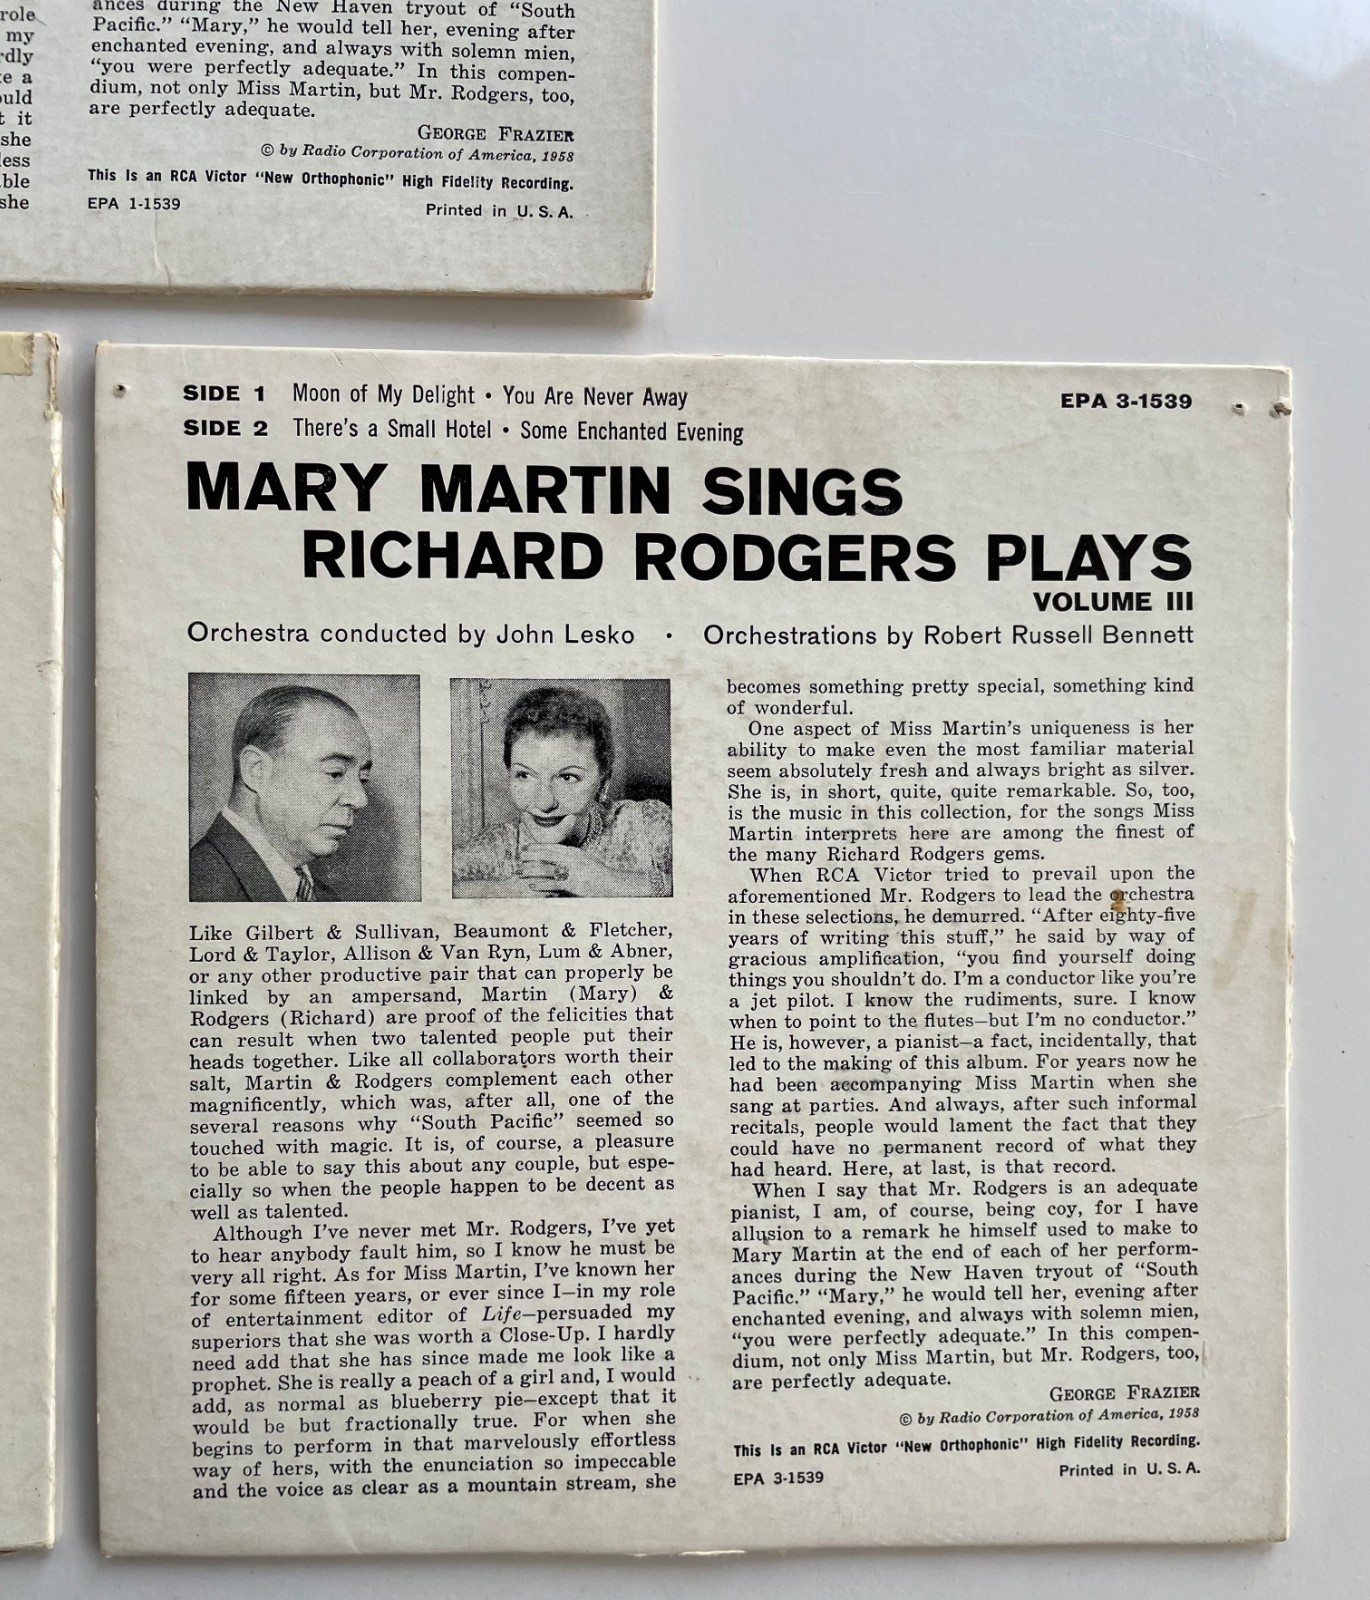 role
my
rdly
e a
ould
t it
she
less
ble
she
ances during the New Haven tryout of “South
Pacific.” “Mary,” he would tell her, evening after
enchanted evening, and always with solemn mien,
“you were perfectly adequate.” In this compen-
dium, not only Miss Martin, but Mr. Rodgers, too,
are perfectly adequate.
GEORGE FRAZIER
© by Radio Corporation of America, 1958
This Is an RCA Victor “New Orthophonic” High Fidelity Recording.
EPA 1-1539 Printed in U. S. A.
SIDE 1 Moon of My Delight • You Are Never Away EPA 3-1539
SIDE 2 There's a Small Hotel • Some Enchanted Evening
MARY MARTIN SINGS
RICHARD RODGERS PLAYS
VOLUME III
Orchestra conducted by John Lesko • Orchestrations by Robert Russell Bennett
Like Gilbert & Sullivan, Beaumont & Fletcher,
Lord & Taylor, Allison & Van Ryn, Lum & Abner,
or any other productive pair that can properly be
linked by an ampersand, Martin (Mary) &
Rodgers (Richard) are proof of the felicities that
can result when two talented people put their
heads together. Like all collaborators worth their
salt, Martin & Rodgers complement each other
magnificently, which was, after all, one of the
several reasons why “South Pacific” seemed so
touched with magic. It is, of course, a pleasure
to be able to say this about any couple, but espe-
cially so when the people happen to be decent as
well as talented.
Although I've never met Mr. Rodgers, I've yet
to hear anybody fault him, so I know he must be
very all right. As for Miss Martin, I've known her
for some fifteen years, or ever since I—in my role
of entertainment editor of Life—persuaded my
superiors that she was worth a Close-Up. I hardly
need add that she has since made me look like a
prophet. She is really a peach of a girl and, I would
add, as normal as blueberry pie—except that it
would be but fractionally true. For when she
begins to perform in that marvelously effortless
way of hers, with the enunciation so impeccable
and the voice as clear as a mountain stream, she
becomes something pretty special, something kind
of wonderful.
One aspect of Miss Martin's uniqueness is her
ability to make even the most familiar material
seem absolutely fresh and always bright as silver.
She is, in short, quite, quite remarkable. So, too,
is the music in this collection, for the songs Miss
Martin interprets here are among the finest of
the many Richard Rodgers gems.
When RCA Victor tried to prevail upon the
aforementioned Mr. Rodgers to lead the orchestra
in these selections, he demurred. “After eighty-five
years of writing this stuff,” he said by way of
gracious amplification, “you find yourself doing
things you shouldn't do. I'm a conductor like you're
a jet pilot. I know the rudiments, sure. I know
when to point to the flutes—but I'm no conductor.”
He is, however, a pianist—a fact, incidentally, that
led to the making of this album. For years now he
had been accompanying Miss Martin when she
sang at parties. And always, after such informal
recitals, people would lament the fact that they
could have no permanent record of what they
had heard. Here, at last, is that record.
When I say that Mr. Rodgers is an adequate
pianist, I am, of course, being coy, for I have
allusion to a remark he himself used to make to
Mary Martin at the end of each of her perform-
ances during the New Haven tryout of “South
Pacific.” “Mary,” he would tell her, evening after
enchanted evening, and always with solemn mien,
“you were perfectly adequate.” In this compen-
dium, not only Miss Martin, but Mr. Rodgers, too,
are perfectly adequate.
GEORGE FRAZIER
© by Radio Corporation of America, 1958
This Is an RCA Victor “New Orthophonic” High Fidelity Recording.
EPA 3-1539 Printed in U. S. A.